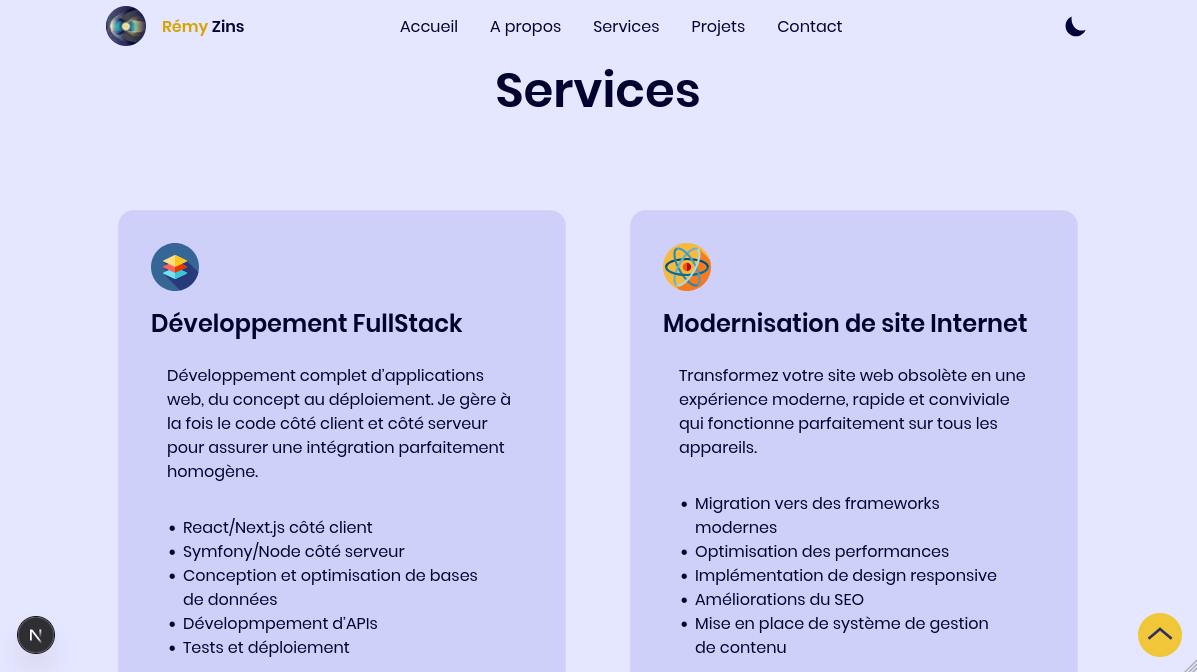 Rémy Zins
Accueil
A propos
Services
Projets
Contact
Services
Développement FullStack
Développement complet d'applications
web, du concept au déploiement. Je gère à
la fois le code côté client et côté serveur
pour assurer une intégration parfaitement
homogène.
• React/Next.js côté client
• Symfony/Node côté serveur
• Conception et optimisation de bases
de données
• Dévelopmpement d'APIs
• Tests et déploiement
Modernisation de site Internet
Transformez votre site web obsolète en une
expérience moderne, rapide et conviviale
qui fonctionne parfaitement sur tous les
appareils.
• Migration vers des frameworks
modernes
• Optimisation des performances
• Implémentation de design responsive
• Améliorations du SEO
• Mise en place de système de gestion
de contenu
N